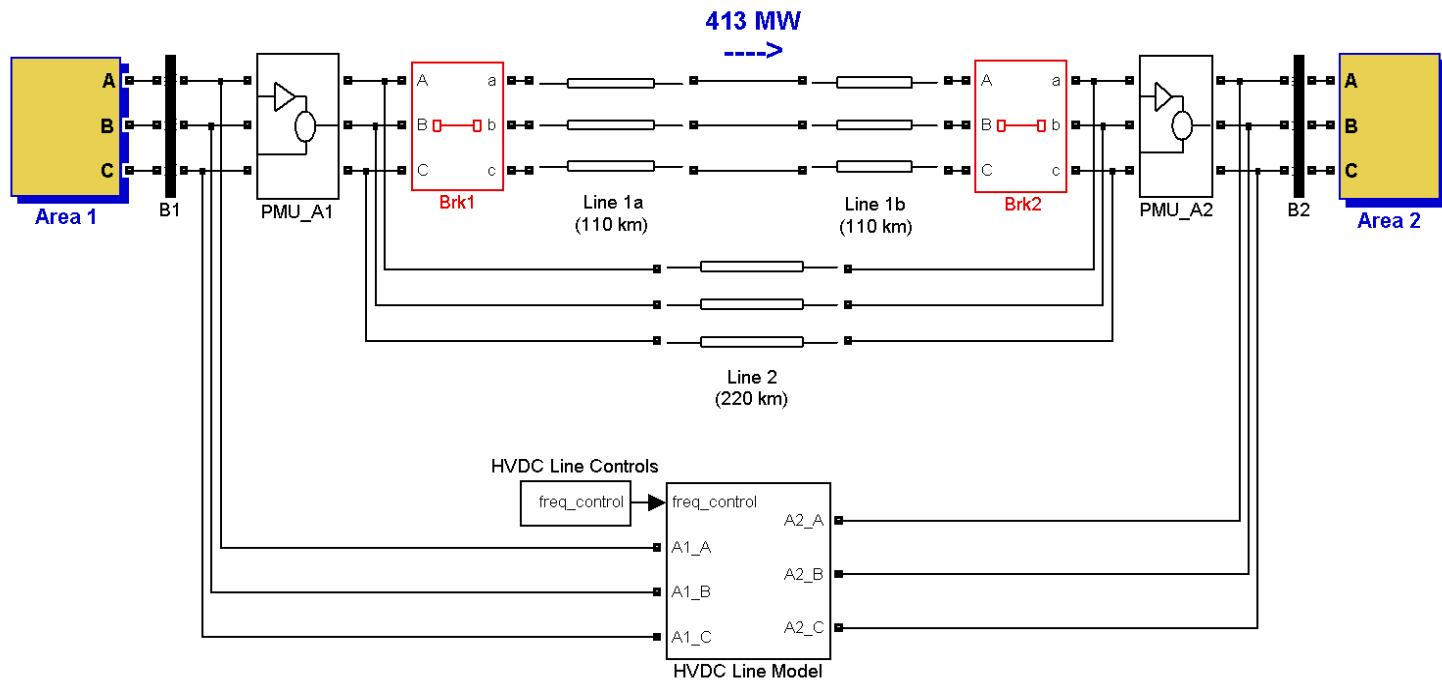 413 MW
---->
A
B
C
Area 1
B1
PMU_A1
A
B
C
a
b
c
Brk1
Line 1a
(110 km)
Line 1b
(110 km)
A
B
C
a
b
c
Brk2
PMU_A2
B2
A
B
C
Area 2
Line 2
(220 km)
HVDC Line Controls
freq_control
freq_control
A1_A
A1_B
A1_C
A2_A
A2_B
A2_C
HVDC Line Model